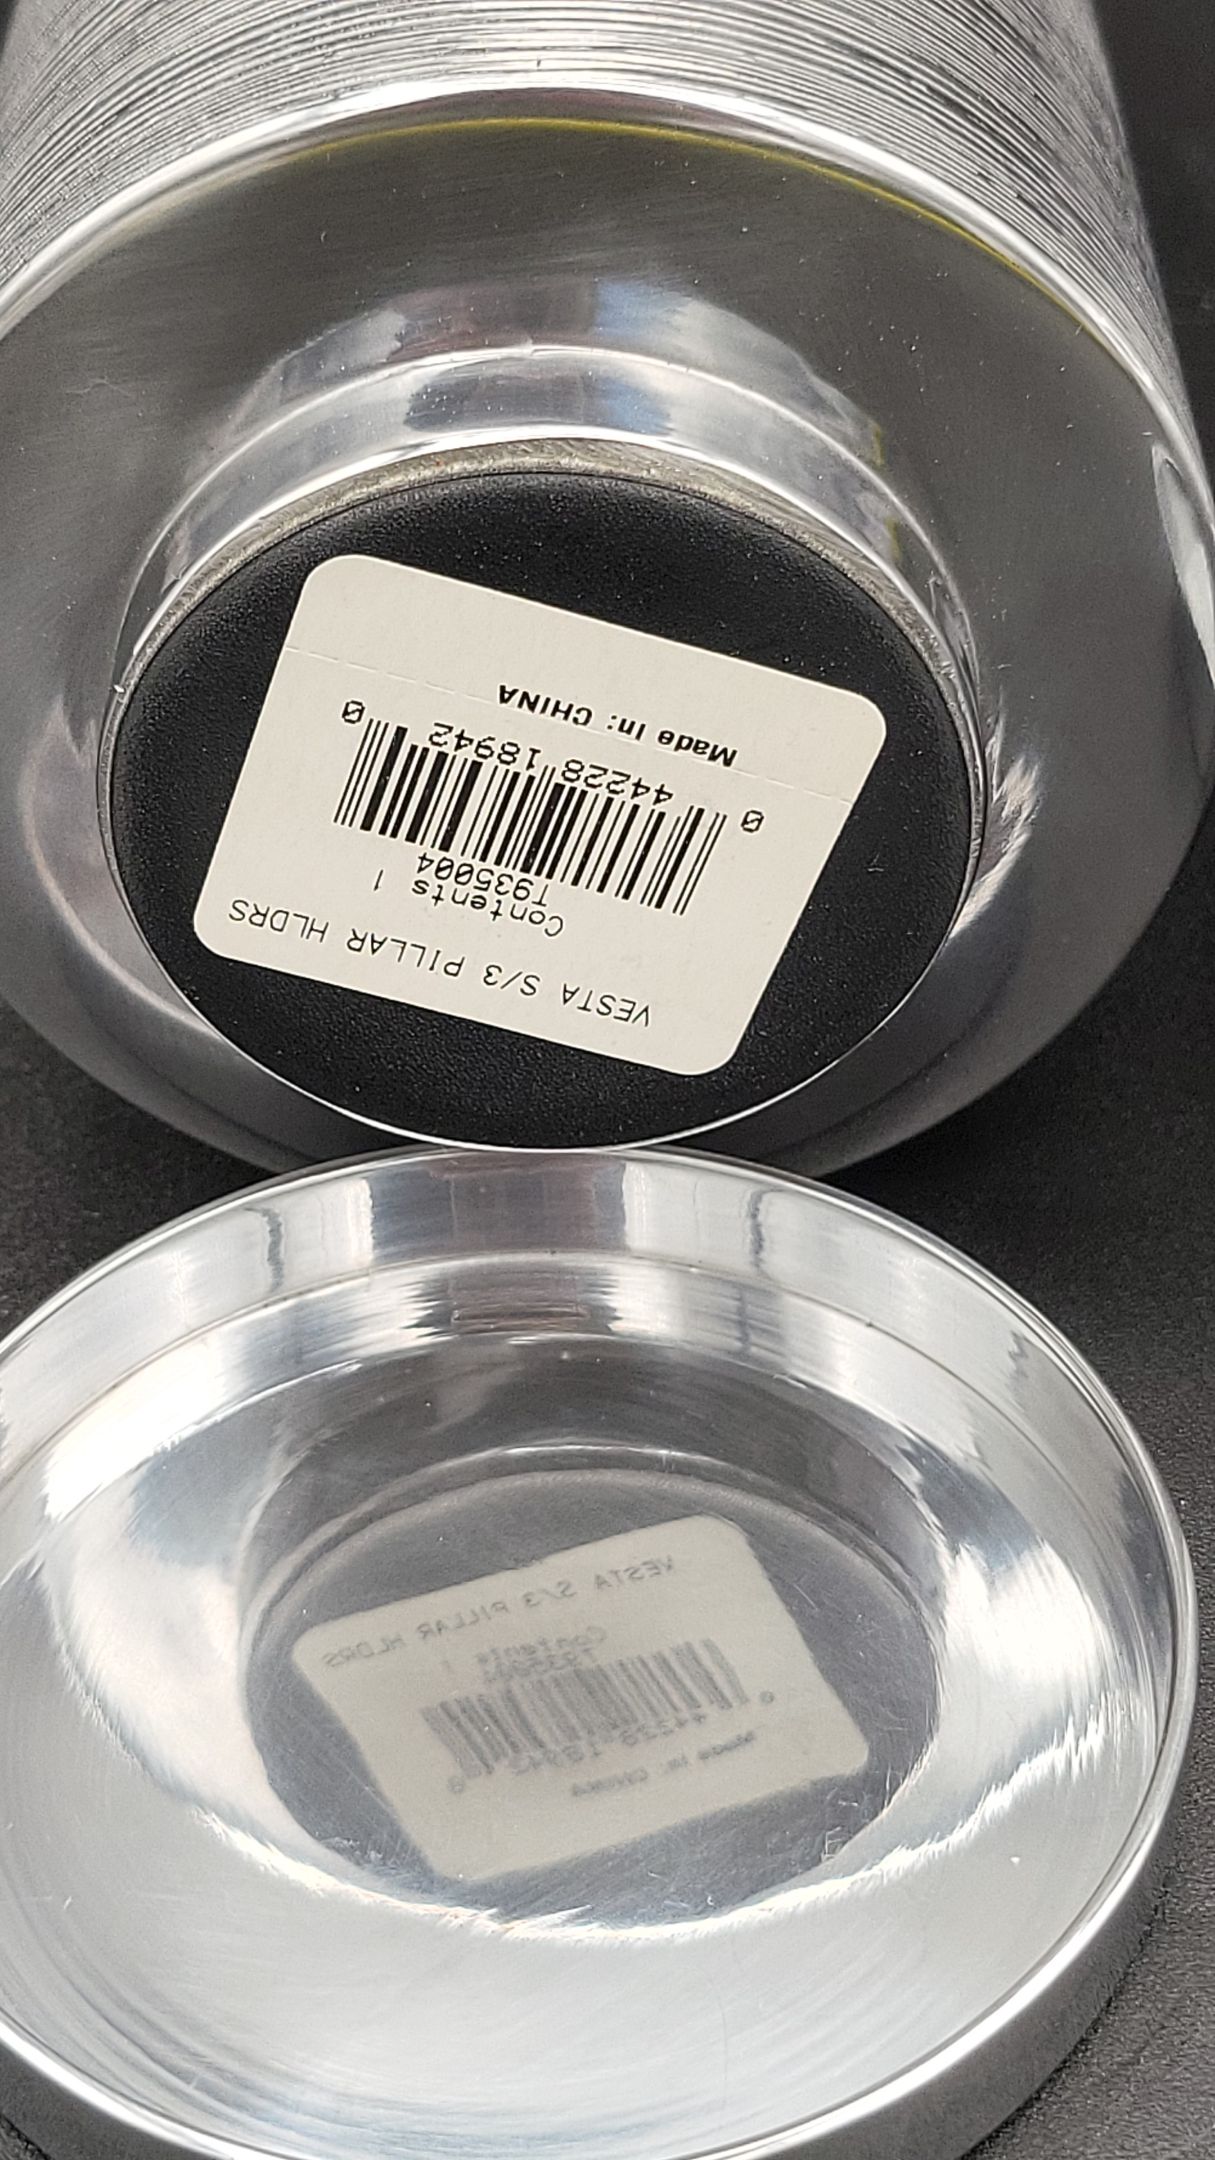 VESTA S/3 PILLAR HLDRS
Contents 1
T935004
0 44228 18942 0
Made In: CHINA